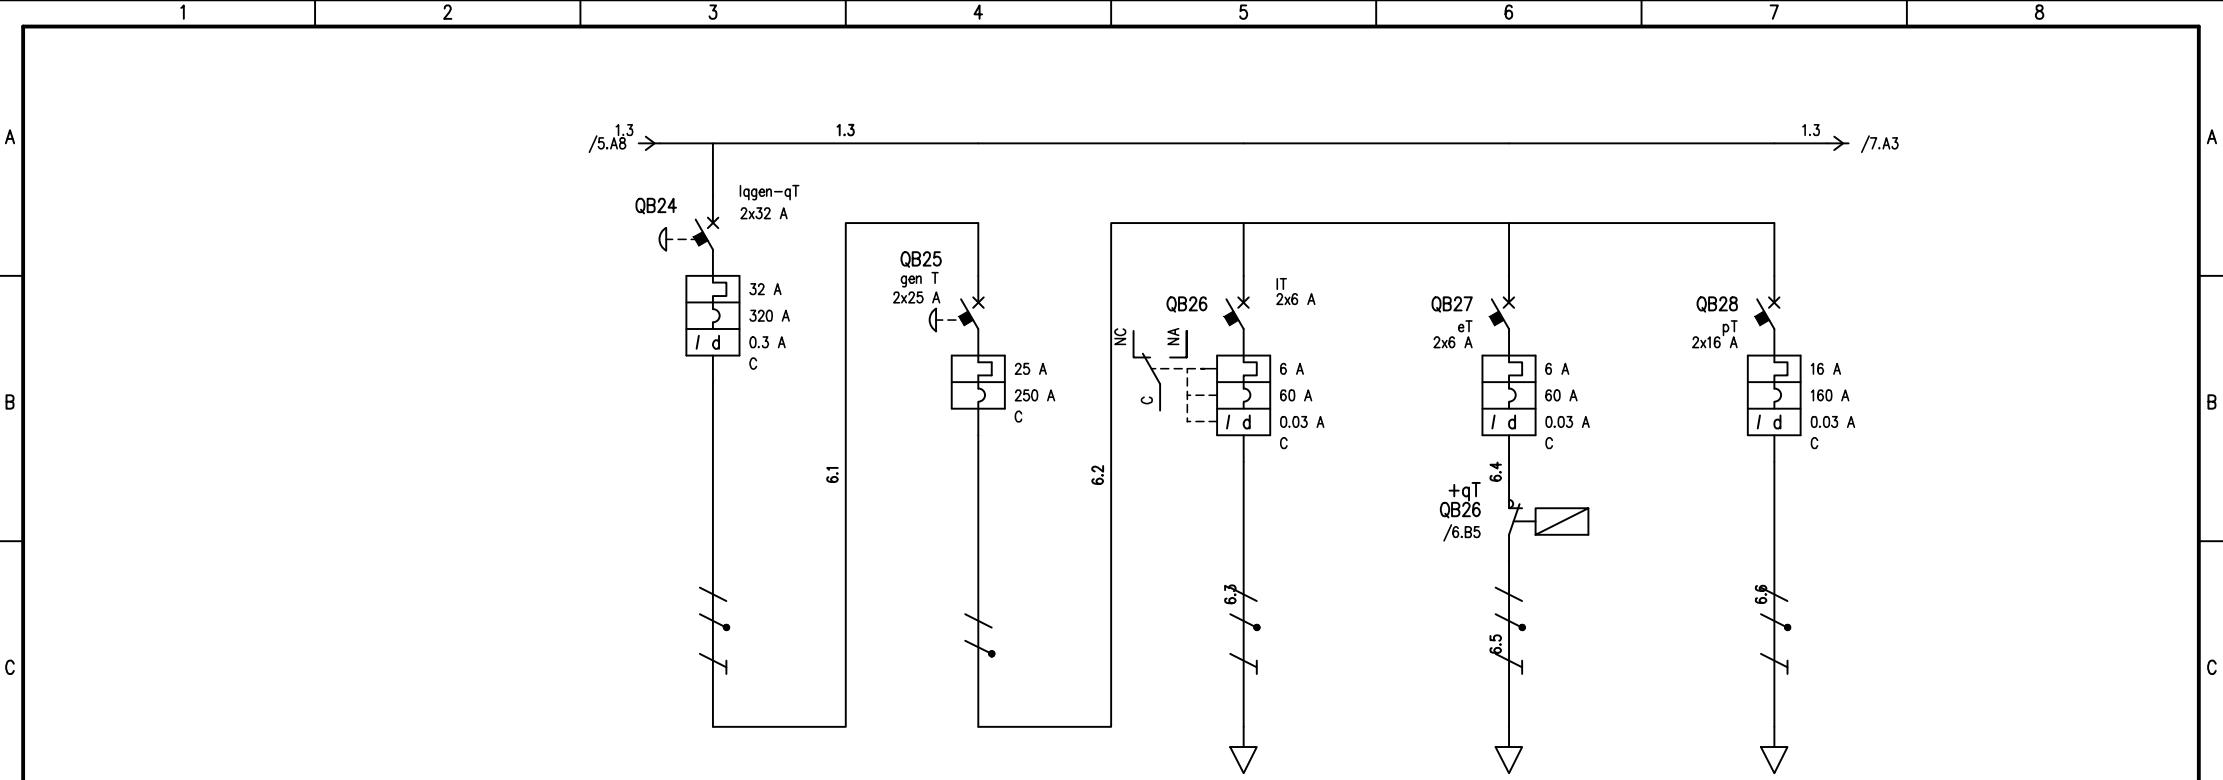 1 2 3 4 5 6 7 8
A A
1.3 1.3 1.3
/5.A8 /7.A3
QB24
lqgen-qT
2x32 A
32 A
320 A
I d 0.3 A
C
6.1
QB25
gen T
2x25 A
25 A
250 A
C
6.2
QB26
lT
2x6 A
NC NA
C
6 A
60 A
I d 0.03 A
C
6.3
QB27
eT
2x6 A
6 A
60 A
I d 0.03 A
C
6.4
+qT
QB26
/6.B5
6.5
QB28
pT
2x16 A
16 A
160 A
I d 0.03 A
C
6.6
B B
C C